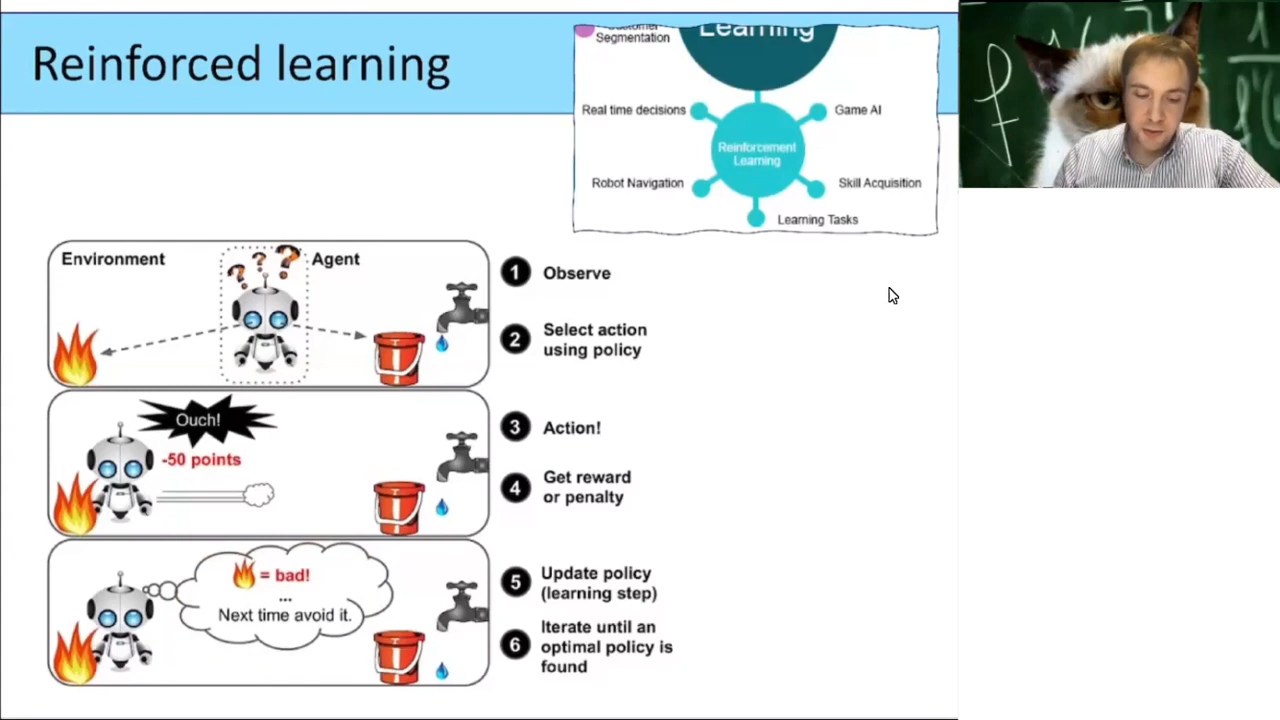 Reinforced learning
Customer
Segmentation
Learning
Real time decisions
Game AI
Reinforcement
Learning
Robot Navigation
Skill Acquisition
Learning Tasks
Environment
? ? ?
Agent
1 Observe
2 Select action
using policy
Ouch!
-50 points
3 Action!
4 Get reward
or penalty
= bad!
...
Next time avoid it.
5 Update policy
(learning step)
6 Iterate until an
optimal policy is
found